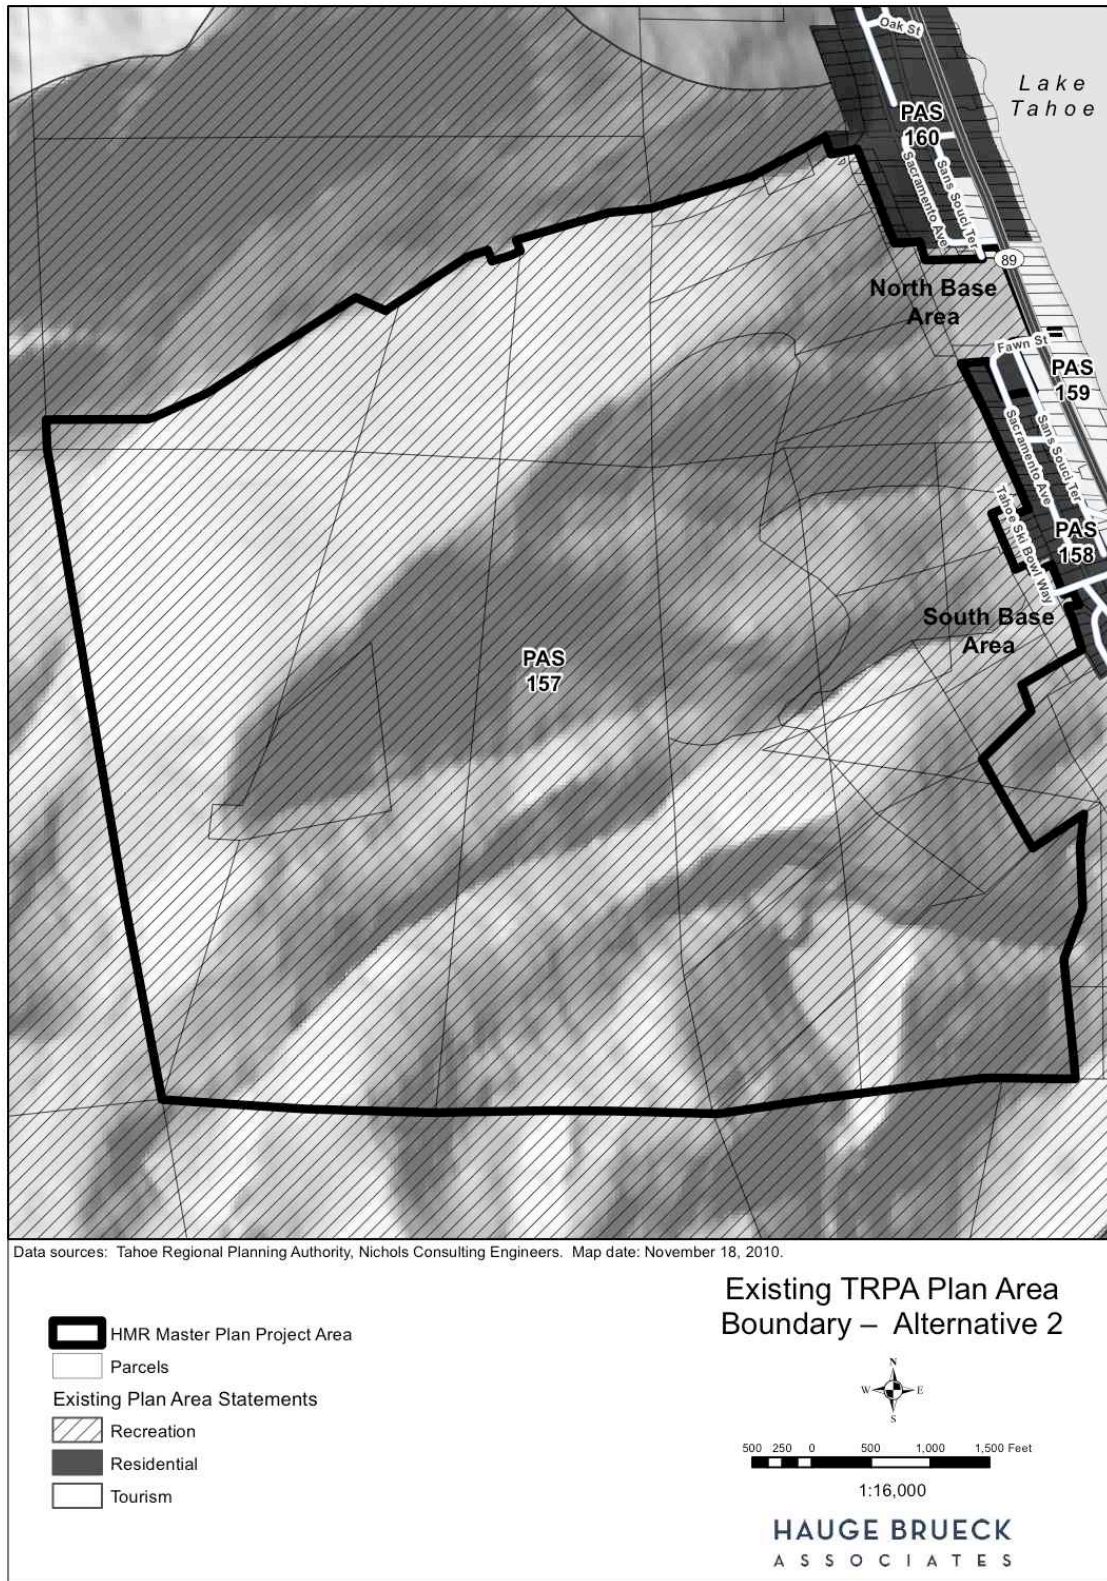 Oak St
Lake
Tahoe
PAS
160
Sacramento Ave
Sans Souci Ter
89
North Base
Area
Fawn St
PAS
159
Sacramento Ave
Sans Souci Ter
Tahoe Ski Bowl Way
PAS
158
South Base
Area
PAS
157
Data sources: Tahoe Regional Planning Authority, Nichols Consulting Engineers. Map date: November 18, 2010.
Existing TRPA Plan Area
Boundary – Alternative 2
HMR Master Plan Project Area
Parcels
Existing Plan Area Statements
Recreation
Residential
Tourism
N
W E
S
500 250 0 500 1,000 1,500 Feet
1:16,000
HAUGE BRUECK
ASSOCIATES